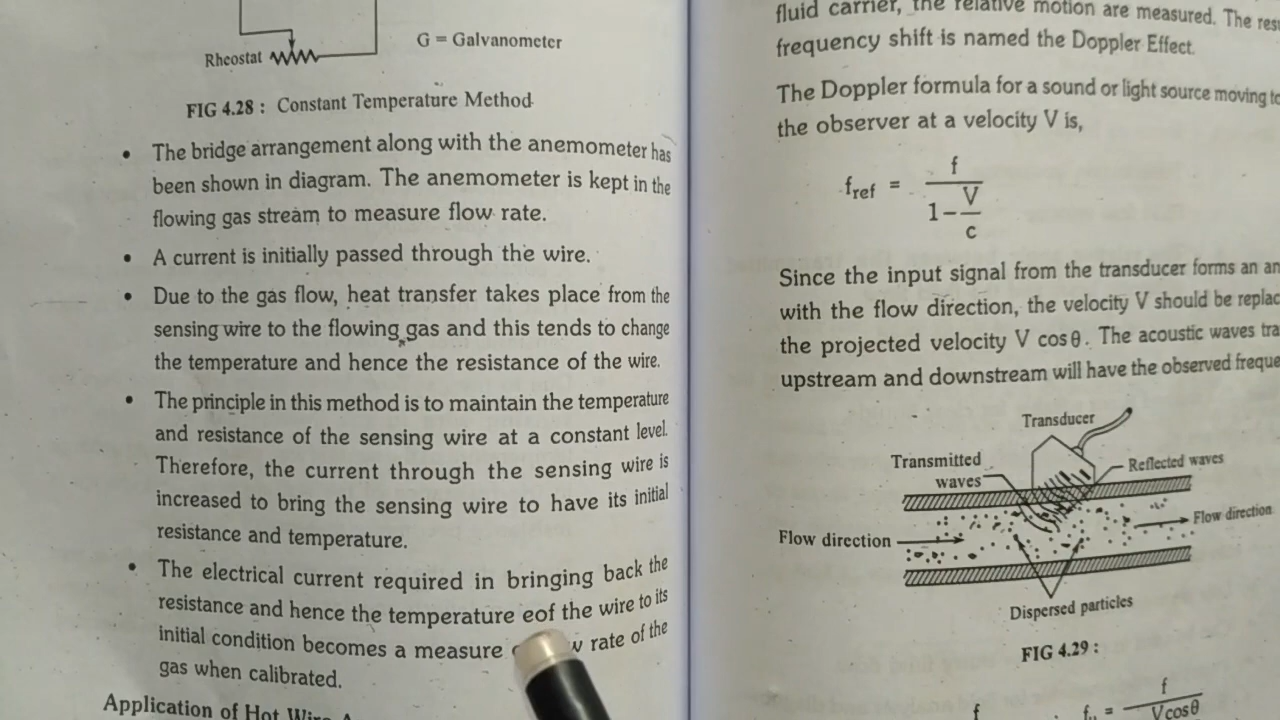 Rheostat
G = Galvanometer
FIG 4.28 : Constant Temperature Method
• The bridge arrangement along with the anemometer has
been shown in diagram. The anemometer is kept in the
flowing gas stream to measure flow rate.
• A current is initially passed through the wire.
• Due to the gas flow, heat transfer takes place from the
sensing wire to the flowing gas and this tends to change
the temperature and hence the resistance of the wire.
• The principle in this method is to maintain the temperature
and resistance of the sensing wire at a constant level.
Therefore, the current through the sensing wire is
increased to bring the sensing wire to have its initial
resistance and temperature.
• The electrical current required in bringing back the
resistance and hence the temperature eof the wire to its
initial condition becomes a measure rate of the
gas when calibrated.
Application of Hot Wire
fluid carrier, the relative motion are measured. The
frequency shift is named the Doppler Effect.
The Doppler formula for a sound or light source moving
the observer at a velocity V is,
f_ref = f / (1 - V/c)
Since the input signal from the transducer forms an
with the flow direction, the velocity V should be
the projected velocity V cos θ. The acoustic waves
upstream and downstream will have the observed
Transducer
Transmitted
waves
Reflected waves
Flow direction
Flow direction
Dispersed particles
FIG 4.29 :
f
f
= V cos θ